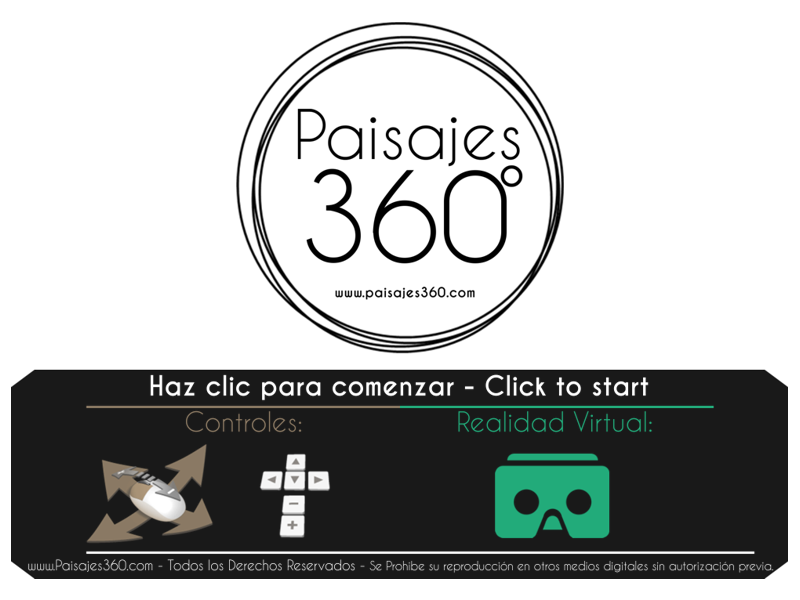 Paisajes
360°
www.paisajes360.com
Haz clic para comenzar - Click to start
Controles:
Realidad Virtual:
www.Paisajes360.com - Todos los Derechos Reservados - Se Prohibe su reproducción en otros medios digitales sin autorización previa.